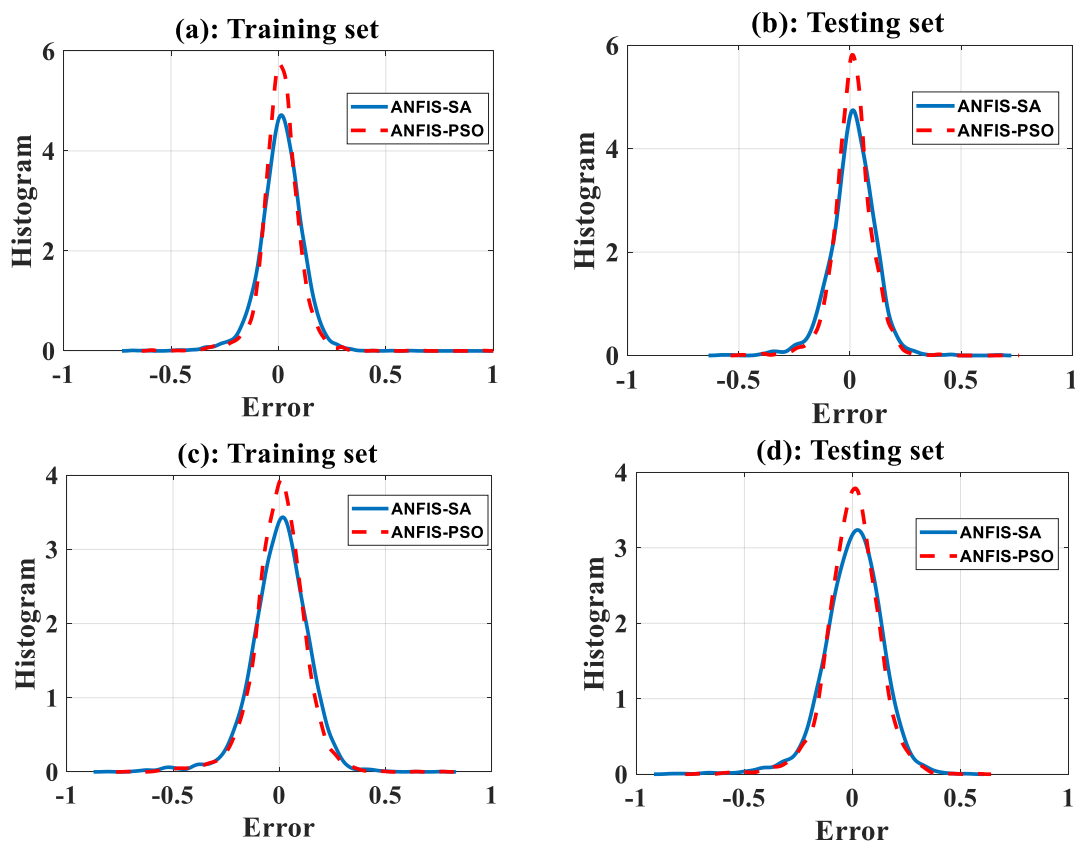 (a): Training set
6
4
2
0
Histogram
ANFIS-SA
ANFIS-PSO
-1 -0.5 0 0.5 1
Error
(b): Testing set
6
4
2
0
Histogram
ANFIS-SA
ANFIS-PSO
-1 -0.5 0 0.5 1
Error
(c): Training set
4
3
2
1
0
Histogram
ANFIS-SA
ANFIS-PSO
-1 -0.5 0 0.5 1
Error
(d): Testing set
4
3
2
1
0
Histogram
ANFIS-SA
ANFIS-PSO
-1 -0.5 0 0.5 1
Error